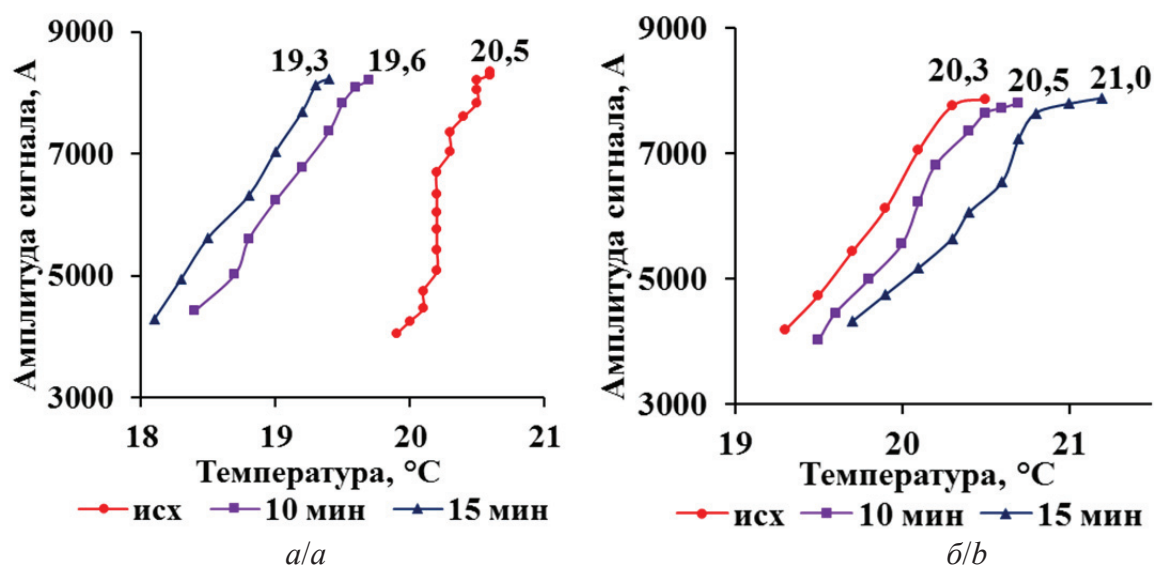 Амплитуда сигнала, А
9000
7000
5000
3000
19,3
19,6
20,5
18
19
20
21
Температура, °С
исх
10 мин
15 мин
а/a
Амплитуда сигнала, А
9000
7000
5000
3000
20,3
20,5
21,0
19
20
21
Температура, °С
исх
10 мин
15 мин
б/b